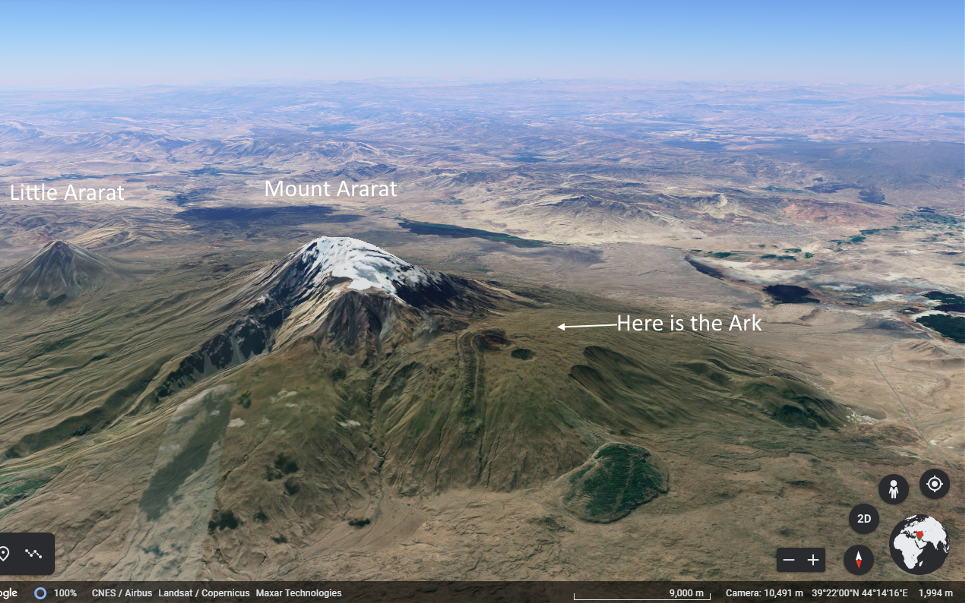 Little Ararat
Mount Ararat
Here is the Ark
2D
ogle 100% CNES / Airbus Landsat / Copernicus Maxar Technologies 9,000 m Camera: 10,491 m 39°22'00"N 44°14'16"E 1,994 m